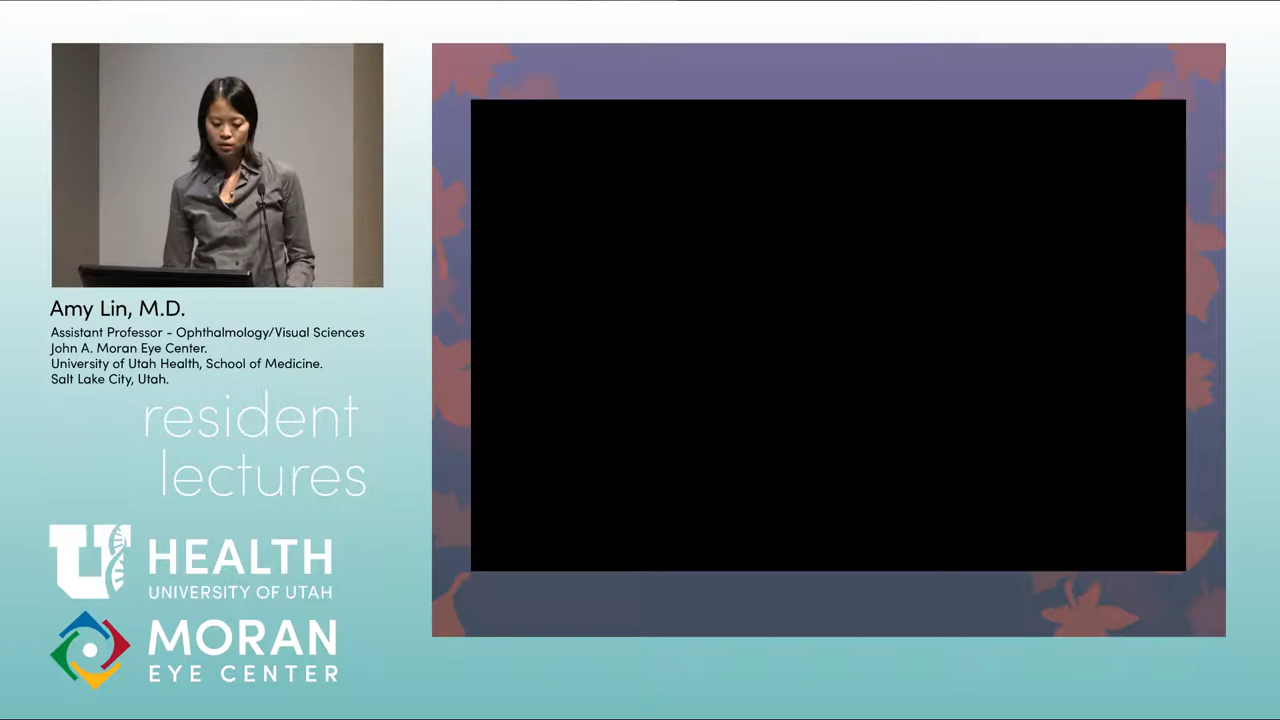 Amy Lin, M.D.
Assistant Professor - Ophthalmology/Visual Sciences
John A. Moran Eye Center.
University of Utah Health, School of Medicine.
Salt Lake City, Utah.
resident
lectures
U HEALTH
UNIVERSITY OF UTAH
MORAN
EYE CENTER